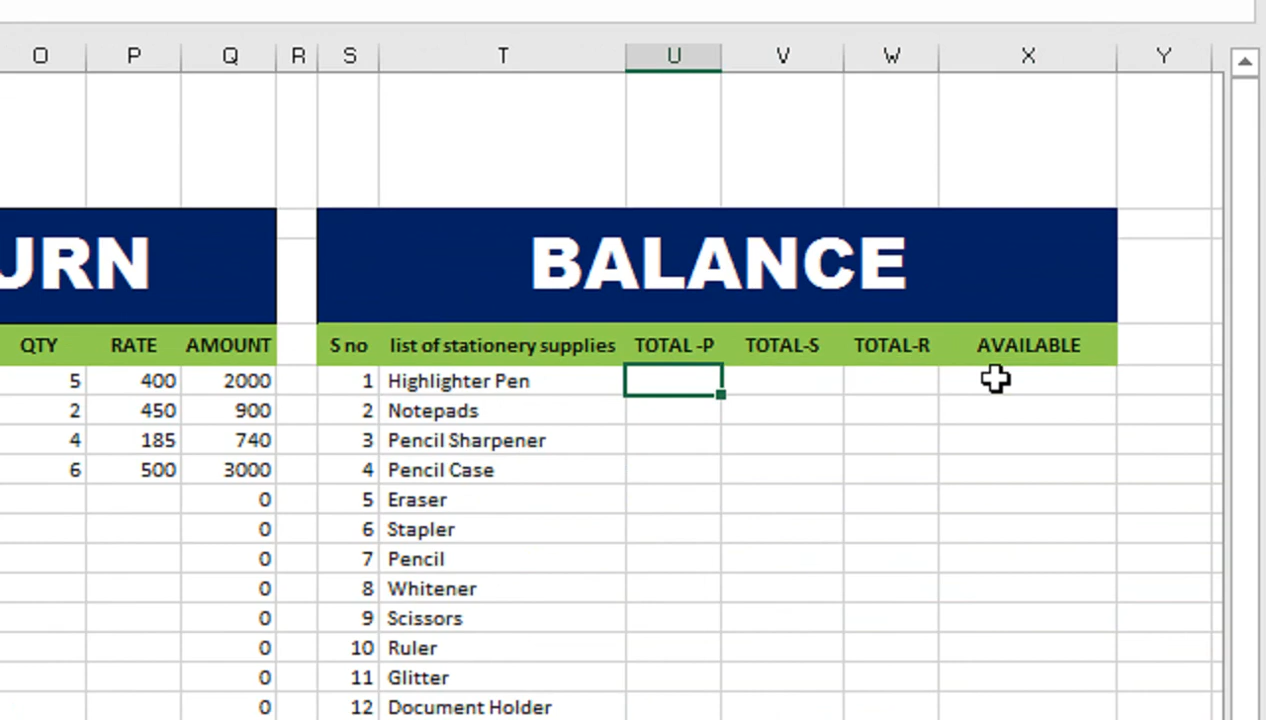 O P Q R S T U V W X Y
URN BALANCE
QTY RATE AMOUNT S no list of stationery supplies TOTAL -P TOTAL-S TOTAL-R AVAILABLE
5 400 2000 1 Highlighter Pen
2 450 900 2 Notepads
4 185 740 3 Pencil Sharpener
6 500 3000 4 Pencil Case
0 5 Eraser
0 6 Stapler
0 7 Pencil
0 8 Whitener
0 9 Scissors
0 10 Ruler
0 11 Glitter
0 12 Document Holder